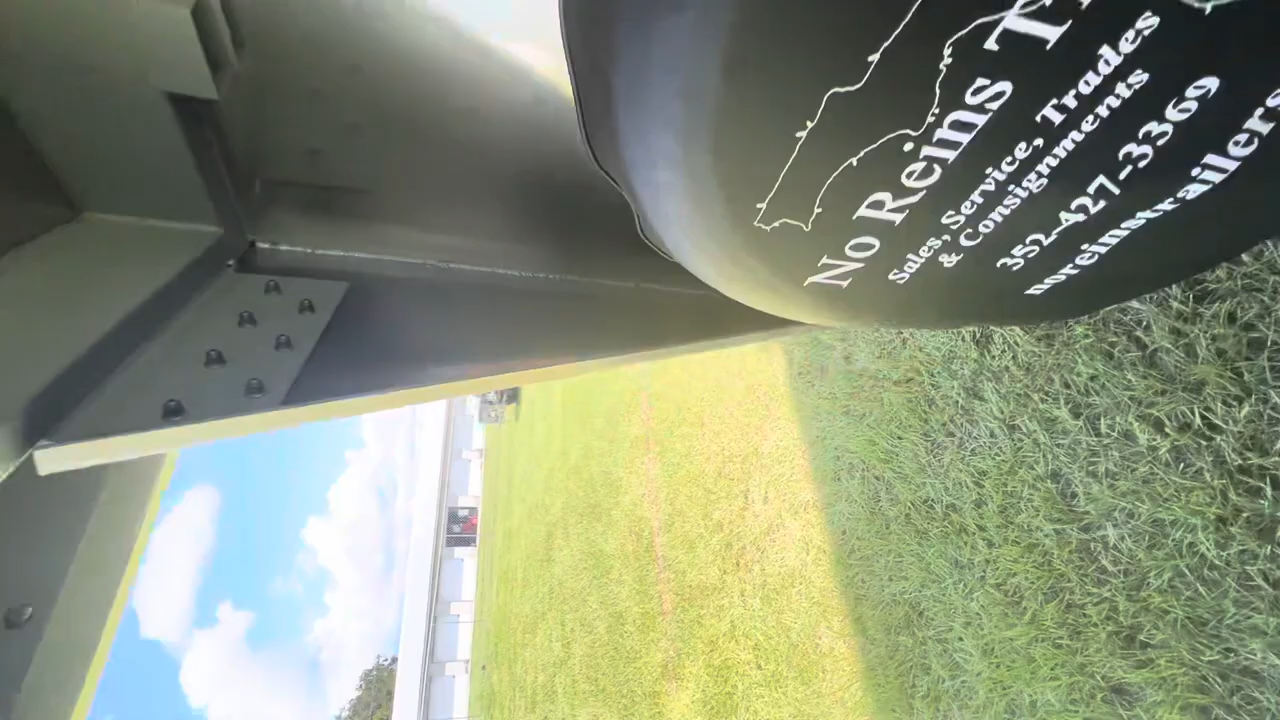 No Reins T
Sales, Service, Trades
& Consignments
352-427-3369
noreinstrailers